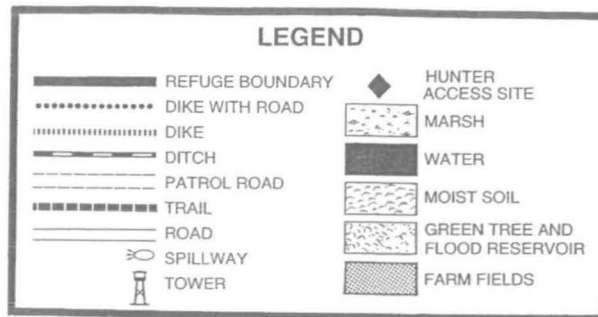 LEGEND
REFUGE BOUNDARY
DIKE WITH ROAD
DIKE
DITCH
PATROL ROAD
TRAIL
ROAD
SPILLWAY
TOWER
HUNTER
ACCESS SITE
MARSH
WATER
MOIST SOIL
GREEN TREE AND
FLOOD RESERVOIR
FARM FIELDS